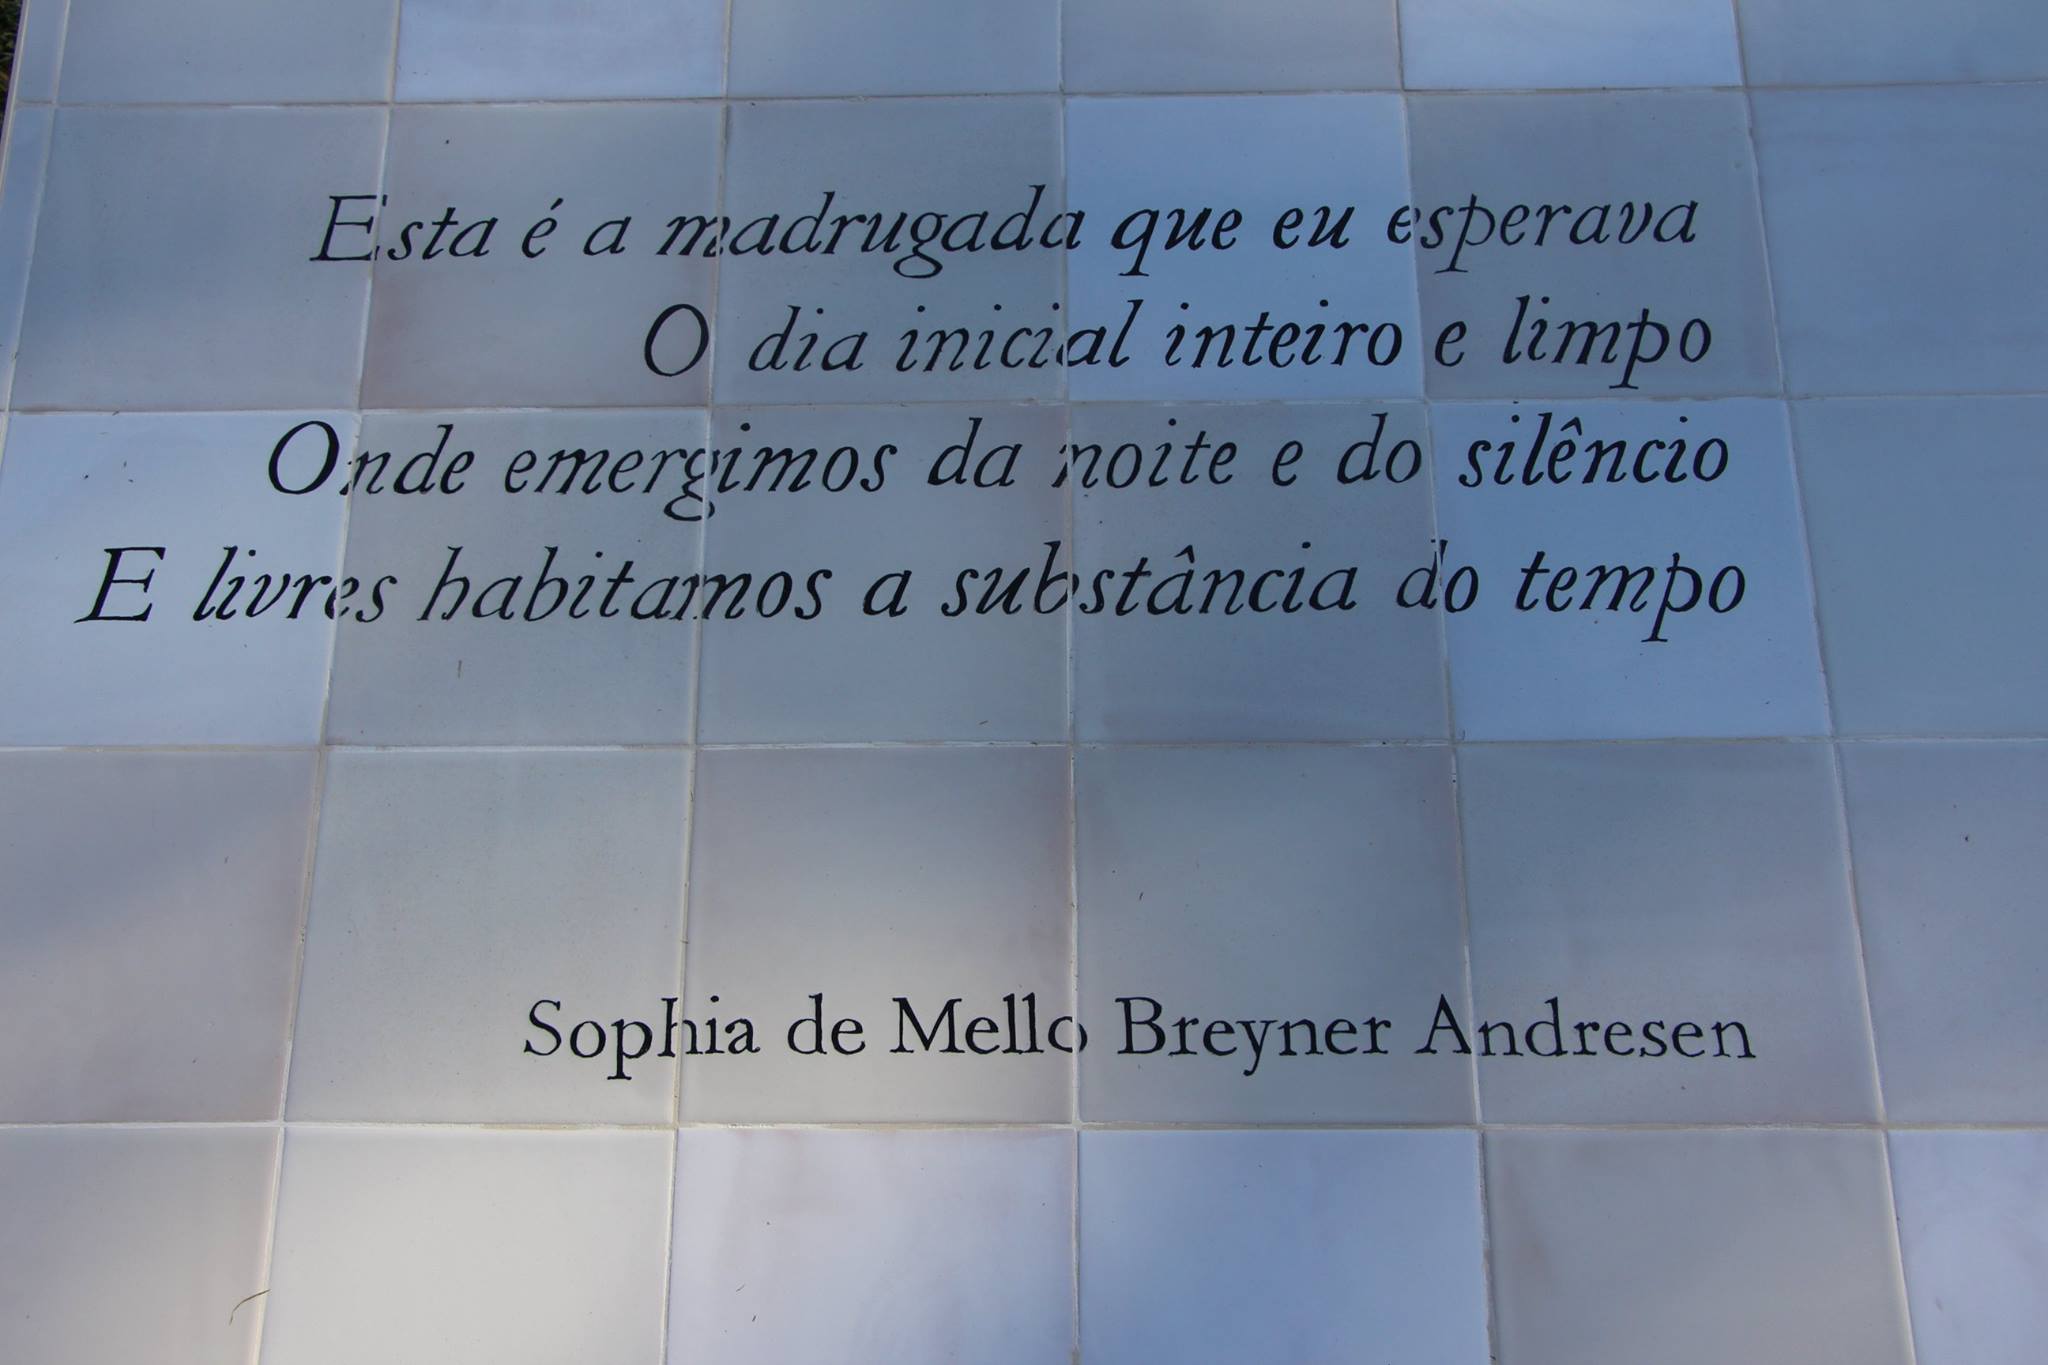 Esta é a madrugada que eu esperava
O dia inicial inteiro e limpo
Onde emergimos da noite e do silêncio
E livres habitamos a substância do tempo
Sophia de Mello Breyner Andresen